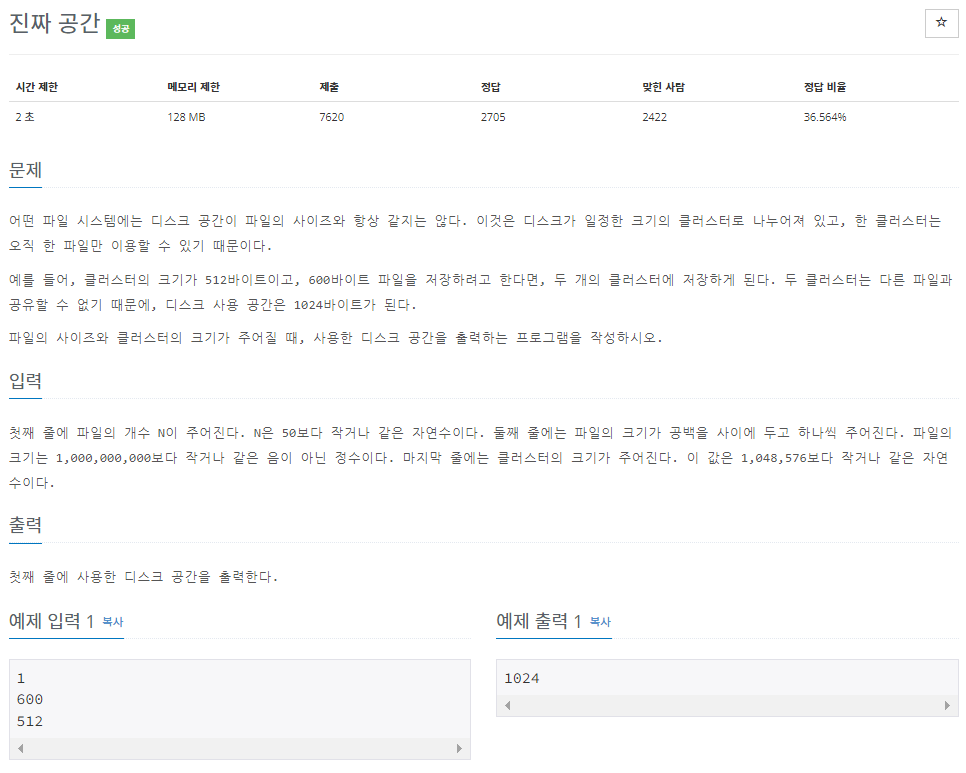 진짜 공간 성공
☆
시간 제한 메모리 제한 제출 정답 맞힌 사람 정답 비율
2 초 128 MB 7620 2705 2422 36.564%
문제
어떤 파일 시스템에는 디스크 공간이 파일의 사이즈와 항상 같지는 않다. 이것은 디스크가 일정한 크기의 클러스터로 나누어져 있고, 한 클러스터는
오직 한 파일만 이용할 수 있기 때문이다.
예를 들어, 클러스터의 크기가 512바이트이고, 600바이트 파일을 저장하려고 한다면, 두 개의 클러스터에 저장하게 된다. 두 클러스터는 다른 파일과
공유할 수 없기 때문에, 디스크 사용 공간은 1024바이트가 된다.
파일의 사이즈와 클러스터의 크기가 주어질 때, 사용한 디스크 공간을 출력하는 프로그램을 작성하시오.
입력
첫째 줄에 파일의 개수 N이 주어진다. N은 50보다 작거나 같은 자연수이다. 둘째 줄에는 파일의 크기가 공백을 사이에 두고 하나씩 주어진다. 파일의
크기는 1,000,000,000보다 작거나 같은 음이 아닌 정수이다. 마지막 줄에는 클러스터의 크기가 주어진다. 이 값은 1,048,576보다 작거나 같은 자연
수이다.
출력
첫째 줄에 사용한 디스크 공간을 출력한다.
예제 입력 1 복사
1
600
512
예제 출력 1 복사
1024